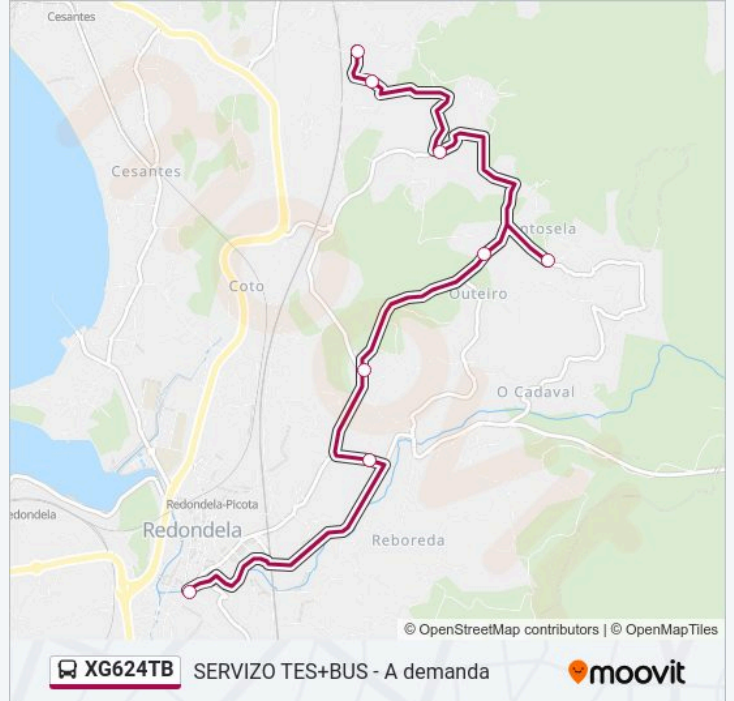 Cesantes
Cesantes
ntosela
Coto
Outeiro
O Cadaval
Redondela-Picota
edondela
Redondela
Reboreda
© OpenStreetMap contributors | © OpenMapTiles
XG624TB SERVIZO TES+BUS - A demanda
moovit